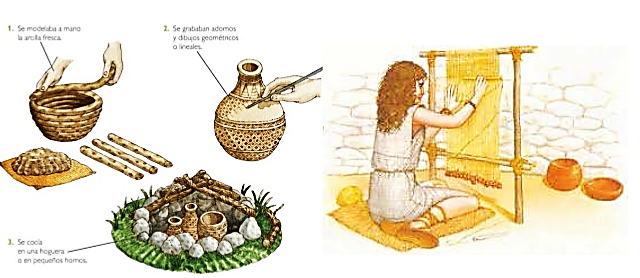 1. Se modelaba a mano
la arcilla fresca.
2. Se grababan adornos
y dibujos geométricos
o lineales.
3. Se cocía
en una hoguera
o en pequeños hornos.